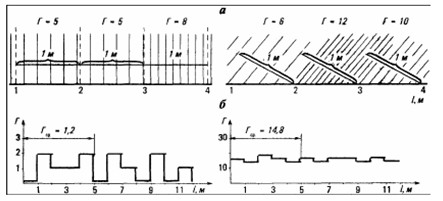 а
Г = 5 Г = 5 Г = 8 Г = 6 Г = 12 Г = 10
1 м 1 м 1 м 1 м 1 м
1 2 3 4 1 2 3 4 l, м
б
Г Гср = 1,2 Г Гср = 14,8
3
2 30
1
0 10
1 3 5 7 9 11 l, м 1 3 5 7 9 11 l, м